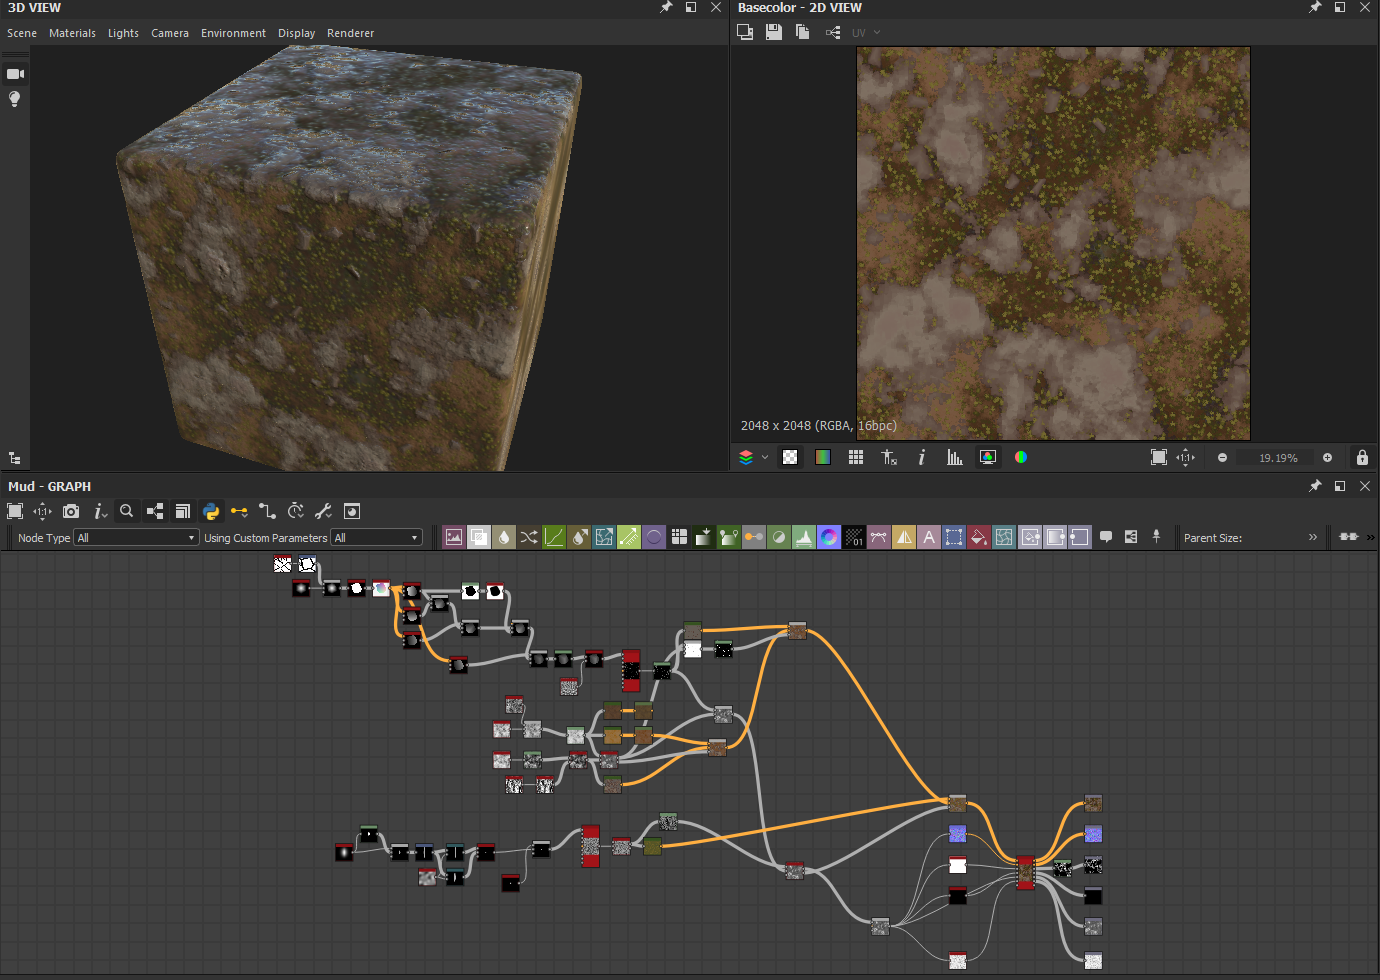 3D VIEW
Scene Materials Lights Camera Environment Display Renderer
Basecolor - 2D VIEW
UV
2048 x 2048 (RGBA, 16bpc)
19.19%
Mud - GRAPH
Node Type All Using Custom Parameters All
01
A
Parent Size: